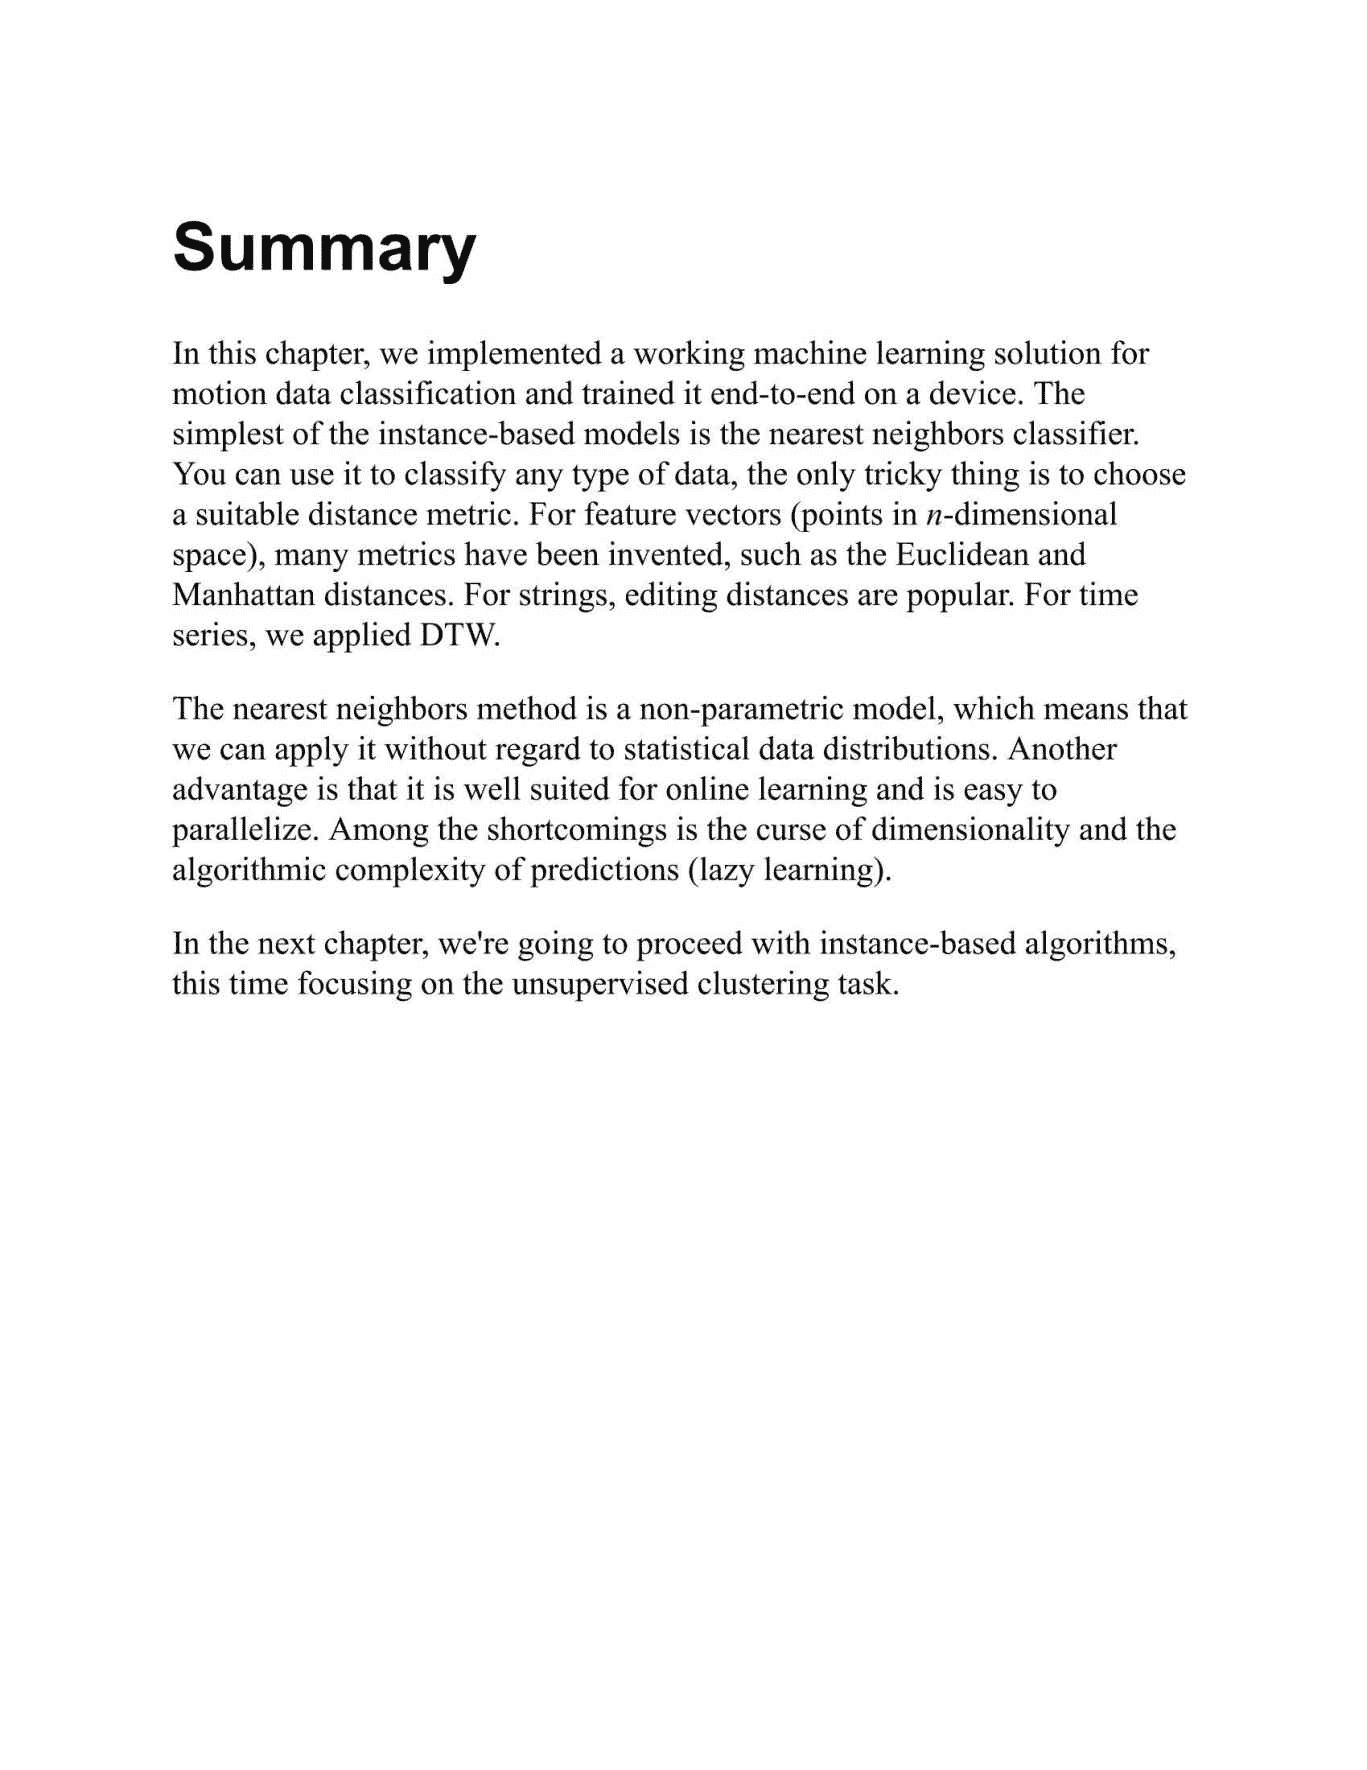 Summary
In this chapter, we implemented a working machine learning solution for
motion data classification and trained it end-to-end on a device. The
simplest of the instance-based models is the nearest neighbors classifier.
You can use it to classify any type of data, the only tricky thing is to choose
a suitable distance metric. For feature vectors (points in n-dimensional
space), many metrics have been invented, such as the Euclidean and
Manhattan distances. For strings, editing distances are popular. For time
series, we applied DTW.
The nearest neighbors method is a non-parametric model, which means that
we can apply it without regard to statistical data distributions. Another
advantage is that it is well suited for online learning and is easy to
parallelize. Among the shortcomings is the curse of dimensionality and the
algorithmic complexity of predictions (lazy learning).
In the next chapter, we're going to proceed with instance-based algorithms,
this time focusing on the unsupervised clustering task.